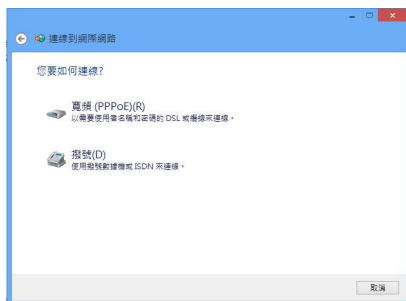 連線到網際網路
您要如何連線?
寬頻 (PPPoE)(R)
以需要使用者名稱和密碼的 DSL 或纜線來連線。
撥號(D)
使用撥號數據機或 ISDN 來連線。
取消